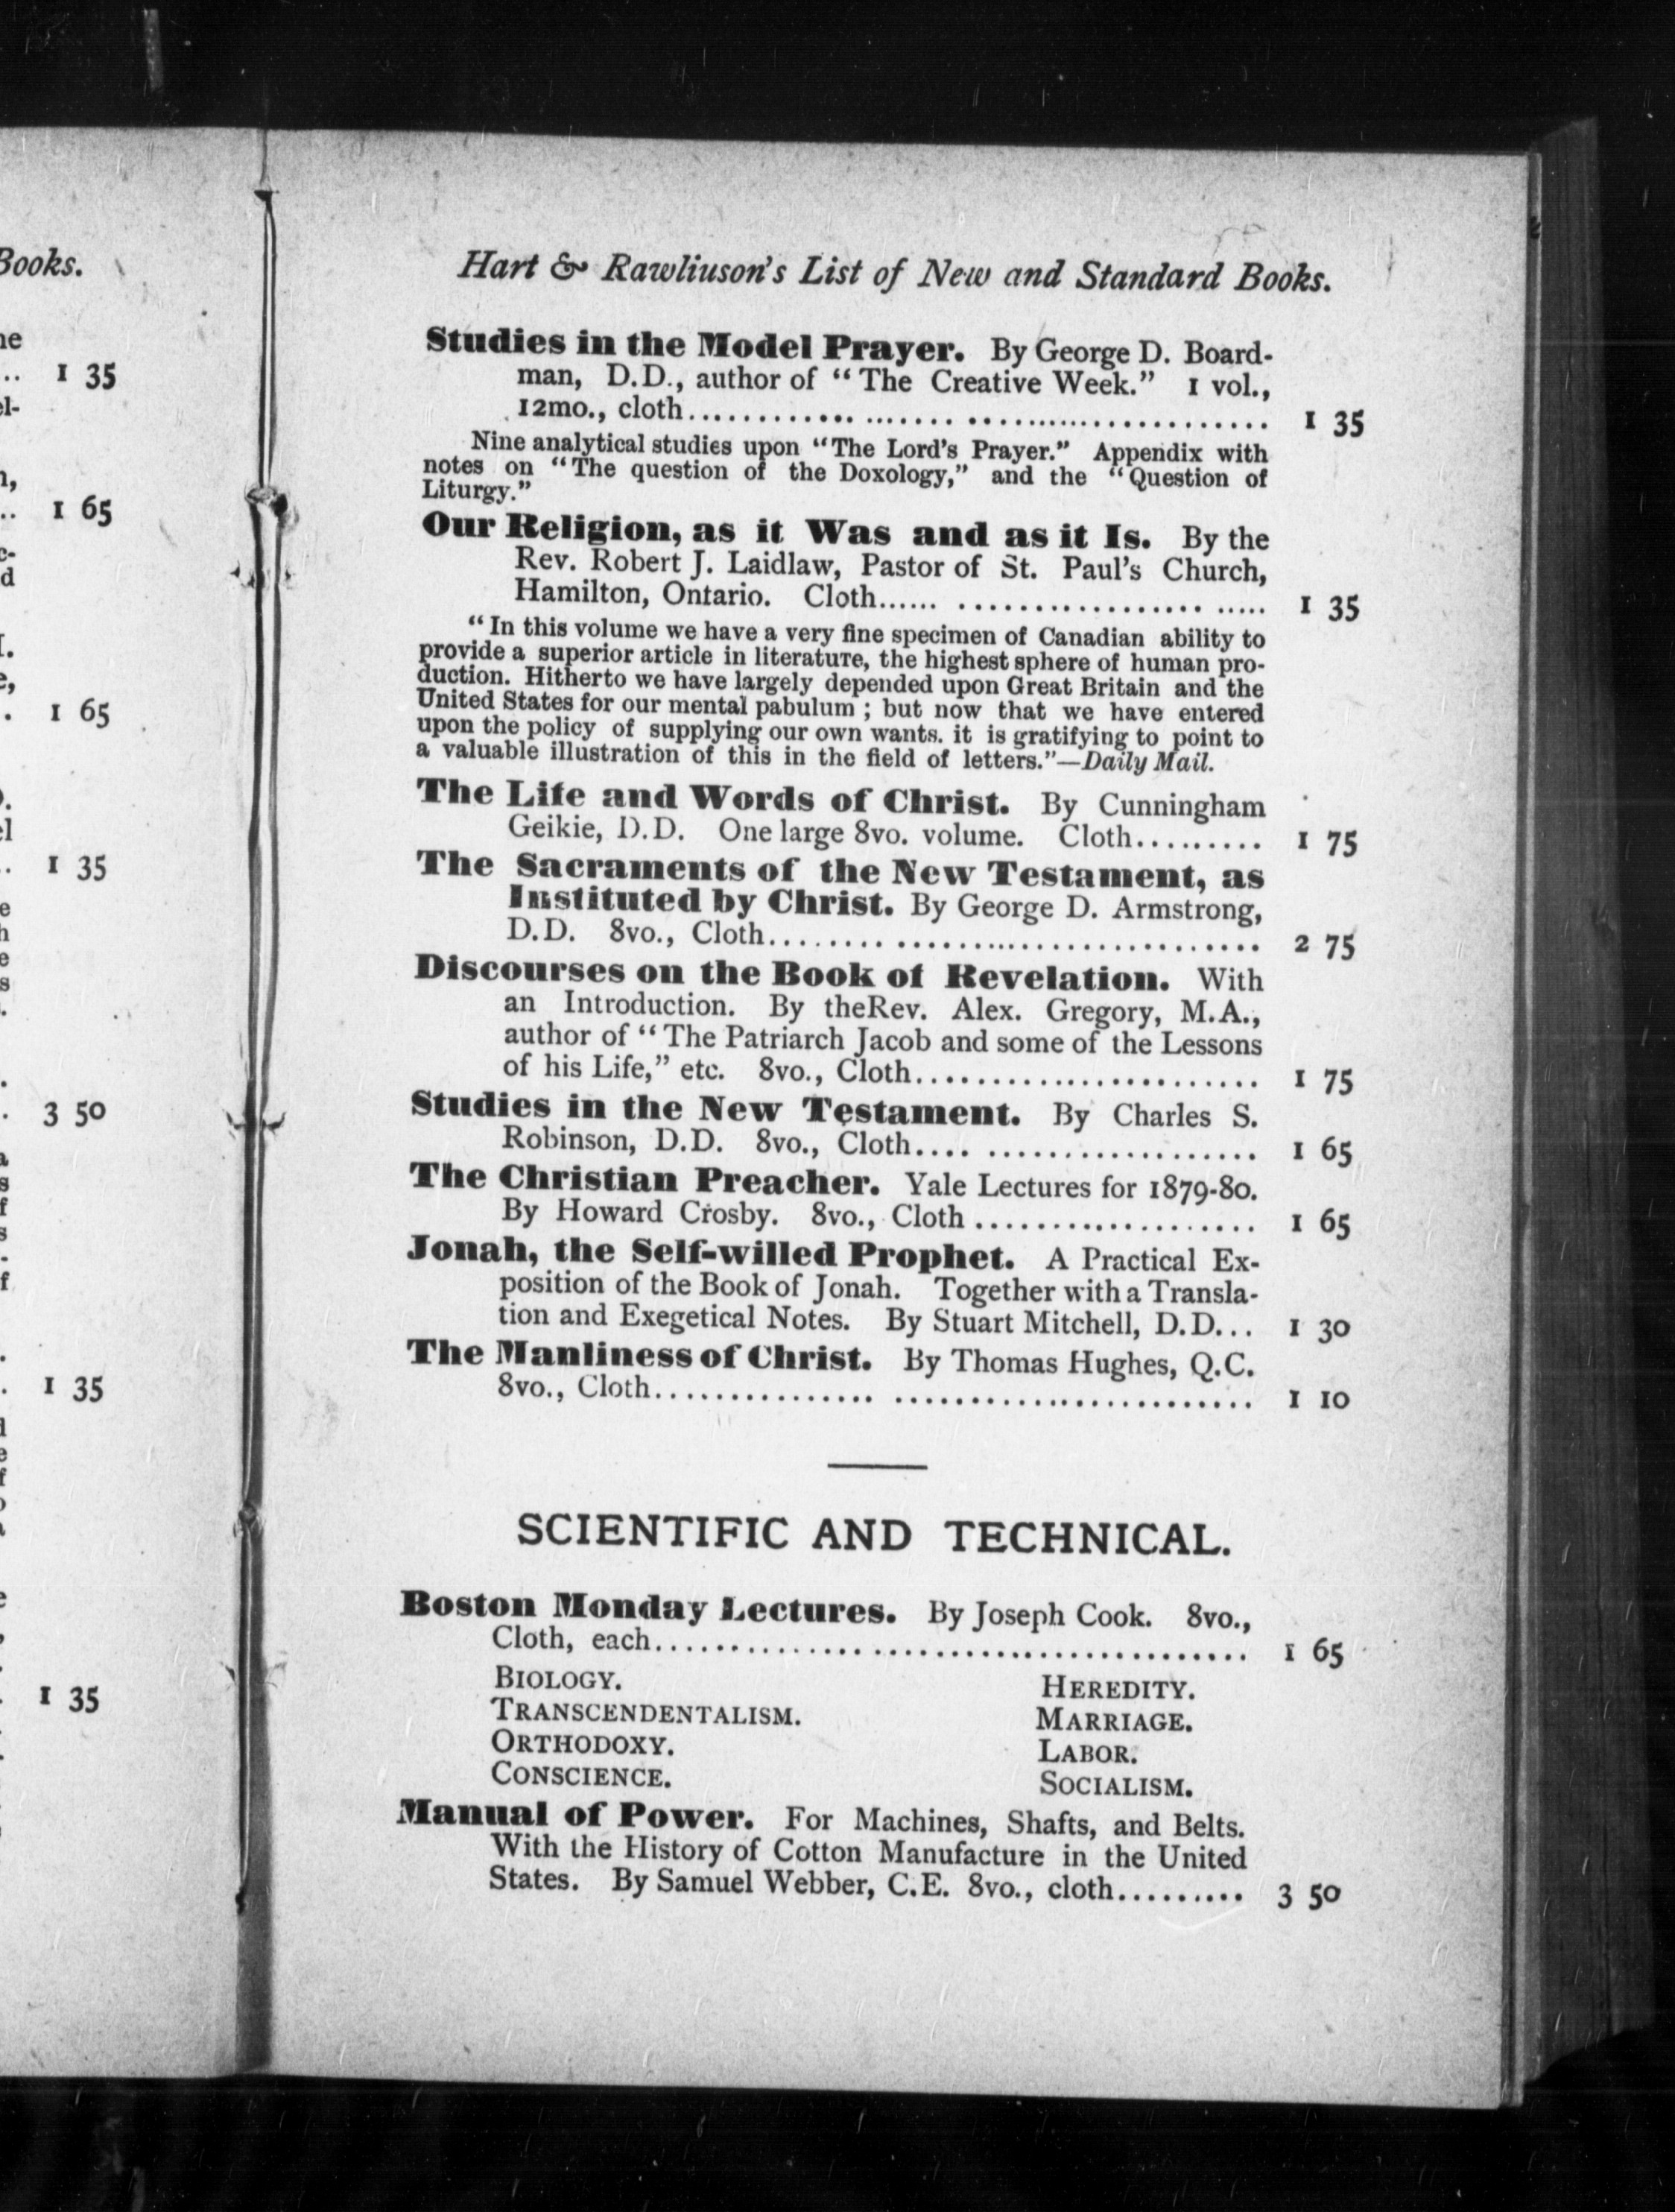 Books.
1 35
1 65
1 65
1 35
3 50
1 35
1 35
Hart & Rawliuson's List of New and Standard Books.
Studies in the Model Prayer. By George D. Board-
man, D.D., author of "The Creative Week." 1 vol.,
12mo., cloth........................................ 1 35
Nine analytical studies upon "The Lord's Prayer." Appendix with
notes on "The question of the Doxology," and the "Question of
Liturgy."
Our Religion, as it Was and as it Is. By the
Rev. Robert J. Laidlaw, Pastor of St. Paul's Church,
Hamilton, Ontario. Cloth...... .................. ..... 1 35
"In this volume we have a very fine specimen of Canadian ability to
provide a superior article in literature, the highest sphere of human pro-
duction. Hitherto we have largely depended upon Great Britain and the
United States for our mental pabulum ; but now that we have entered
upon the policy of supplying our own wants. it is gratifying to point to
a valuable illustration of this in the field of letters."—Daily Mail.
The Life and Words of Christ. By Cunningham
Geikie, D.D. One large 8vo. volume. Cloth......... 1 75
The Sacraments of the New Testament, as
Instituted by Christ. By George D. Armstrong,
D.D. 8vo., Cloth................................. 2 75
Discourses on the Book of Revelation. With
an Introduction. By theRev. Alex. Gregory, M.A.,
author of "The Patriarch Jacob and some of the Lessons
of his Life," etc. 8vo., Cloth....................... 1 75
Studies in the New Testament. By Charles S.
Robinson, D.D. 8vo., Cloth.... .................. 1 65
The Christian Preacher. Yale Lectures for 1879-80.
By Howard Crosby. 8vo., Cloth ................... 1 65
Jonah, the Self-willed Prophet. A Practical Ex-
position of the Book of Jonah. Together with a Transla-
tion and Exegetical Notes. By Stuart Mitchell, D.D... 1 30
The Manliness of Christ. By Thomas Hughes, Q.C.
8vo., Cloth............... ........................ 1 10
SCIENTIFIC AND TECHNICAL.
Boston Monday Lectures. By Joseph Cook. 8vo.,
Cloth, each........................................ 1 65
BIOLOGY. HEREDITY.
TRANSCENDENTALISM. MARRIAGE.
ORTHODOXY. LABOR.
CONSCIENCE. SOCIALISM.
Manual of Power. For Machines, Shafts, and Belts.
With the History of Cotton Manufacture in the United
States. By Samuel Webber, C.E. 8vo., cloth......... 3 50